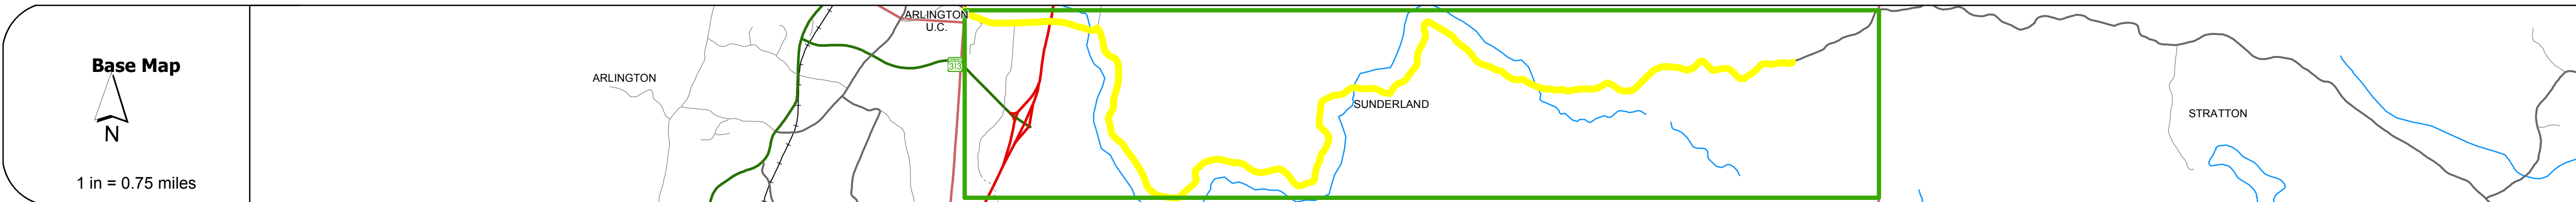 Base Map
N
1 in = 0.75 miles
ARLINGTON
ARLINGTON
U.C.
313
SUNDERLAND
STRATTON